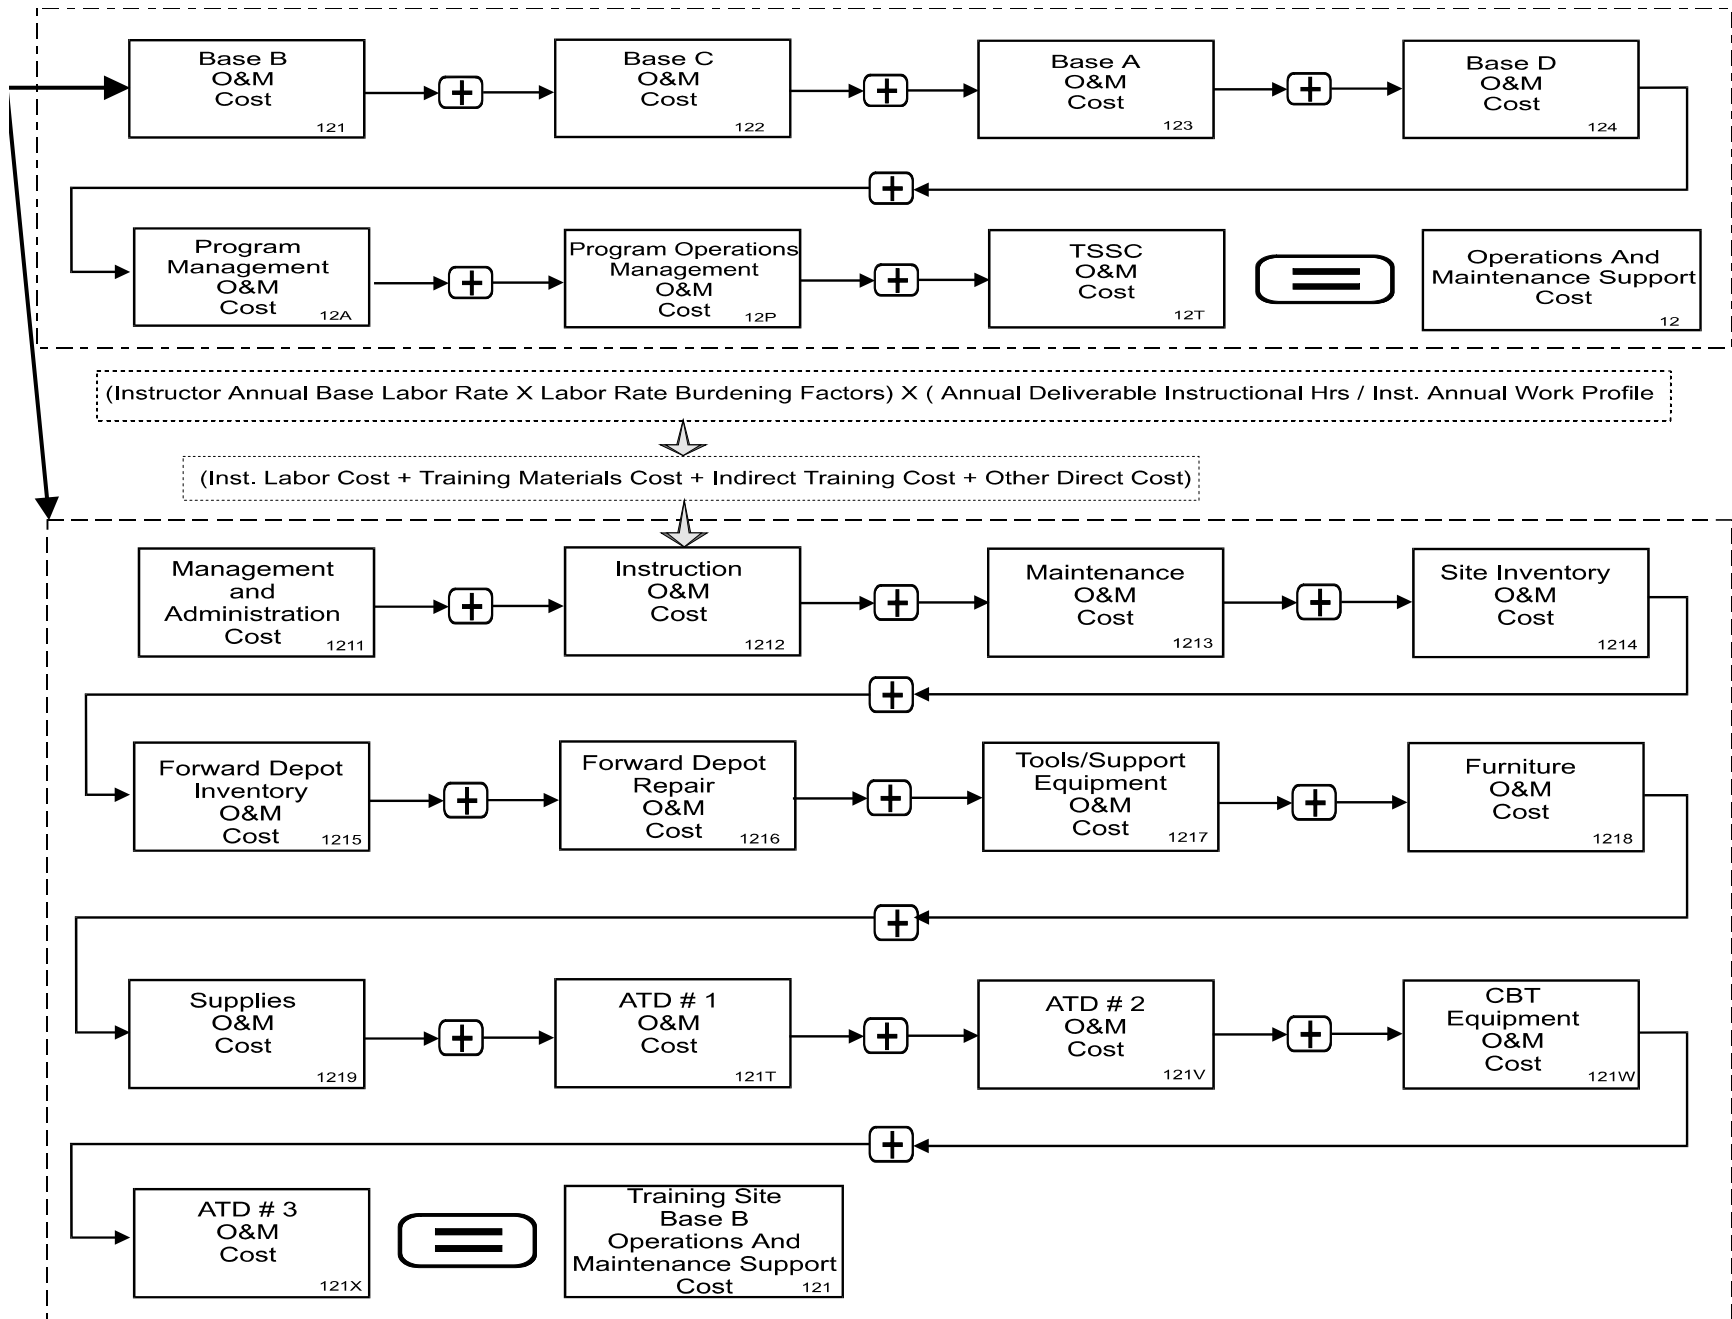 Base B
O&M
Cost
121
+
Base C
O&M
Cost
122
+
Base A
O&M
Cost
123
+
Base D
O&M
Cost
124
+
Program
Management
O&M
Cost
12A
+
Program Operations
Management
O&M
Cost
12P
+
TSSC
O&M
Cost
12T
=
Operations And
Maintenance Support
Cost
12
(Instructor Annual Base Labor Rate X Labor Rate Burdening Factors) X ( Annual Deliverable Instructional Hrs / Inst. Annual Work Profile
(Inst. Labor Cost + Training Materials Cost + Indirect Training Cost + Other Direct Cost)
Management
and
Administration
Cost
1211
+
Instruction
O&M
Cost
1212
+
Maintenance
O&M
Cost
1213
+
Site Inventory
O&M
Cost
1214
+
Forward Depot
Inventory
O&M
Cost
1215
+
Forward Depot
Repair
O&M
Cost
1216
+
Tools/Support
Equipment
O&M
Cost
1217
+
Furniture
O&M
Cost
1218
+
Supplies
O&M
Cost
1219
+
ATD # 1
O&M
Cost
121T
+
ATD # 2
O&M
Cost
121V
+
CBT
Equipment
O&M
Cost
121W
+
ATD # 3
O&M
Cost
121X
=
Training Site
Base B
Operations And
Maintenance Support
Cost
121